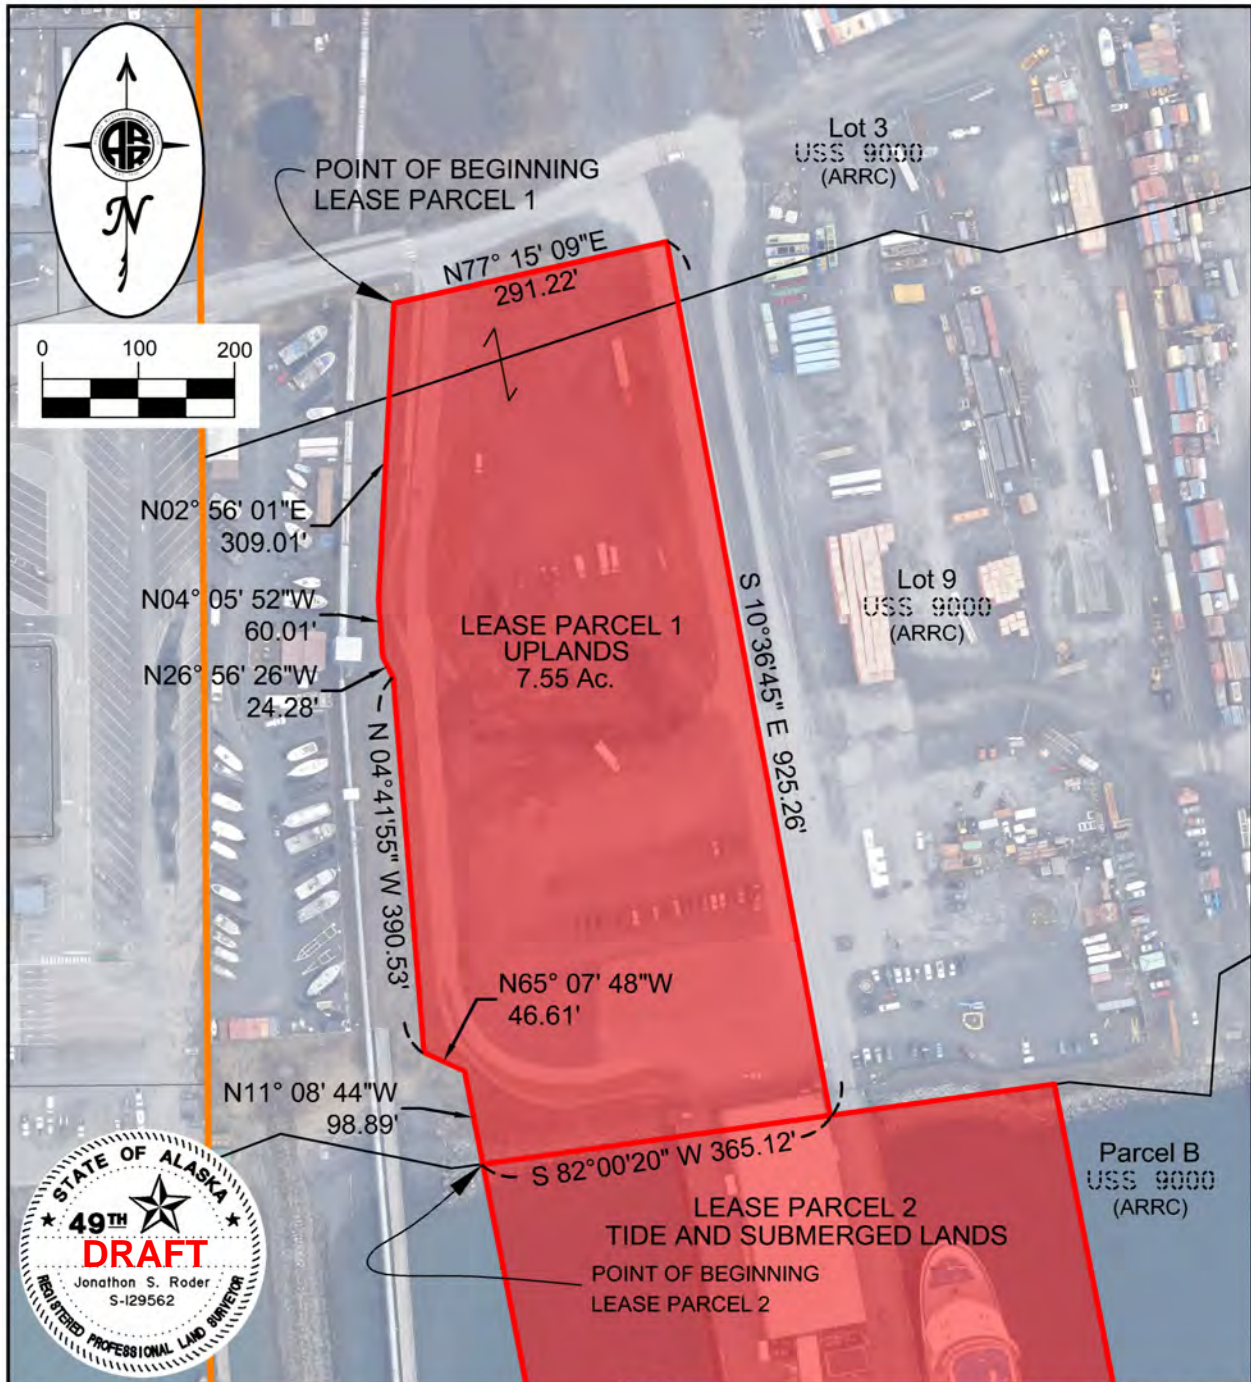 ARR
N
0 100 200
POINT OF BEGINNING
LEASE PARCEL 1
N77° 15' 09"E
291.22'
Lot 3
USS 9000
(ARRC)
N02° 56' 01"E
309.01'
N04° 05' 52"W
60.01'
N26° 56' 26"W
24.28'
LEASE PARCEL 1
UPLANDS
7.55 Ac.
S 10°36'45" E 925.26'
Lot 9
USS 9000
(ARRC)
N 04°41'55" W 390.53'
N65° 07' 48"W
46.61'
N11° 08' 44"W
98.89'
S 82°00'20" W 365.12'
LEASE PARCEL 2
TIDE AND SUBMERGED LANDS
POINT OF BEGINNING
LEASE PARCEL 2
Parcel B
USS 9000
(ARRC)
STATE OF ALASKA
49TH
DRAFT
Jonathon S. Roder
S-129562
REGISTERED PROFESSIONAL LAND SURVEYOR